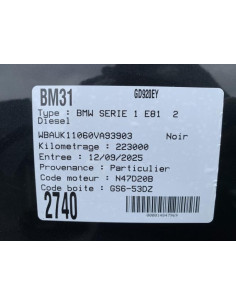 BM31
GD920EY
Type : BMW SERIE 1 E81 2
Diesel
WBAUK11060VA93903 Noir
Kilometrage : 223000
Entree : 12/09/2025
Provenance : Particulier
Code moteur : N47D20B
Code boite : GS6-53DZ
2740